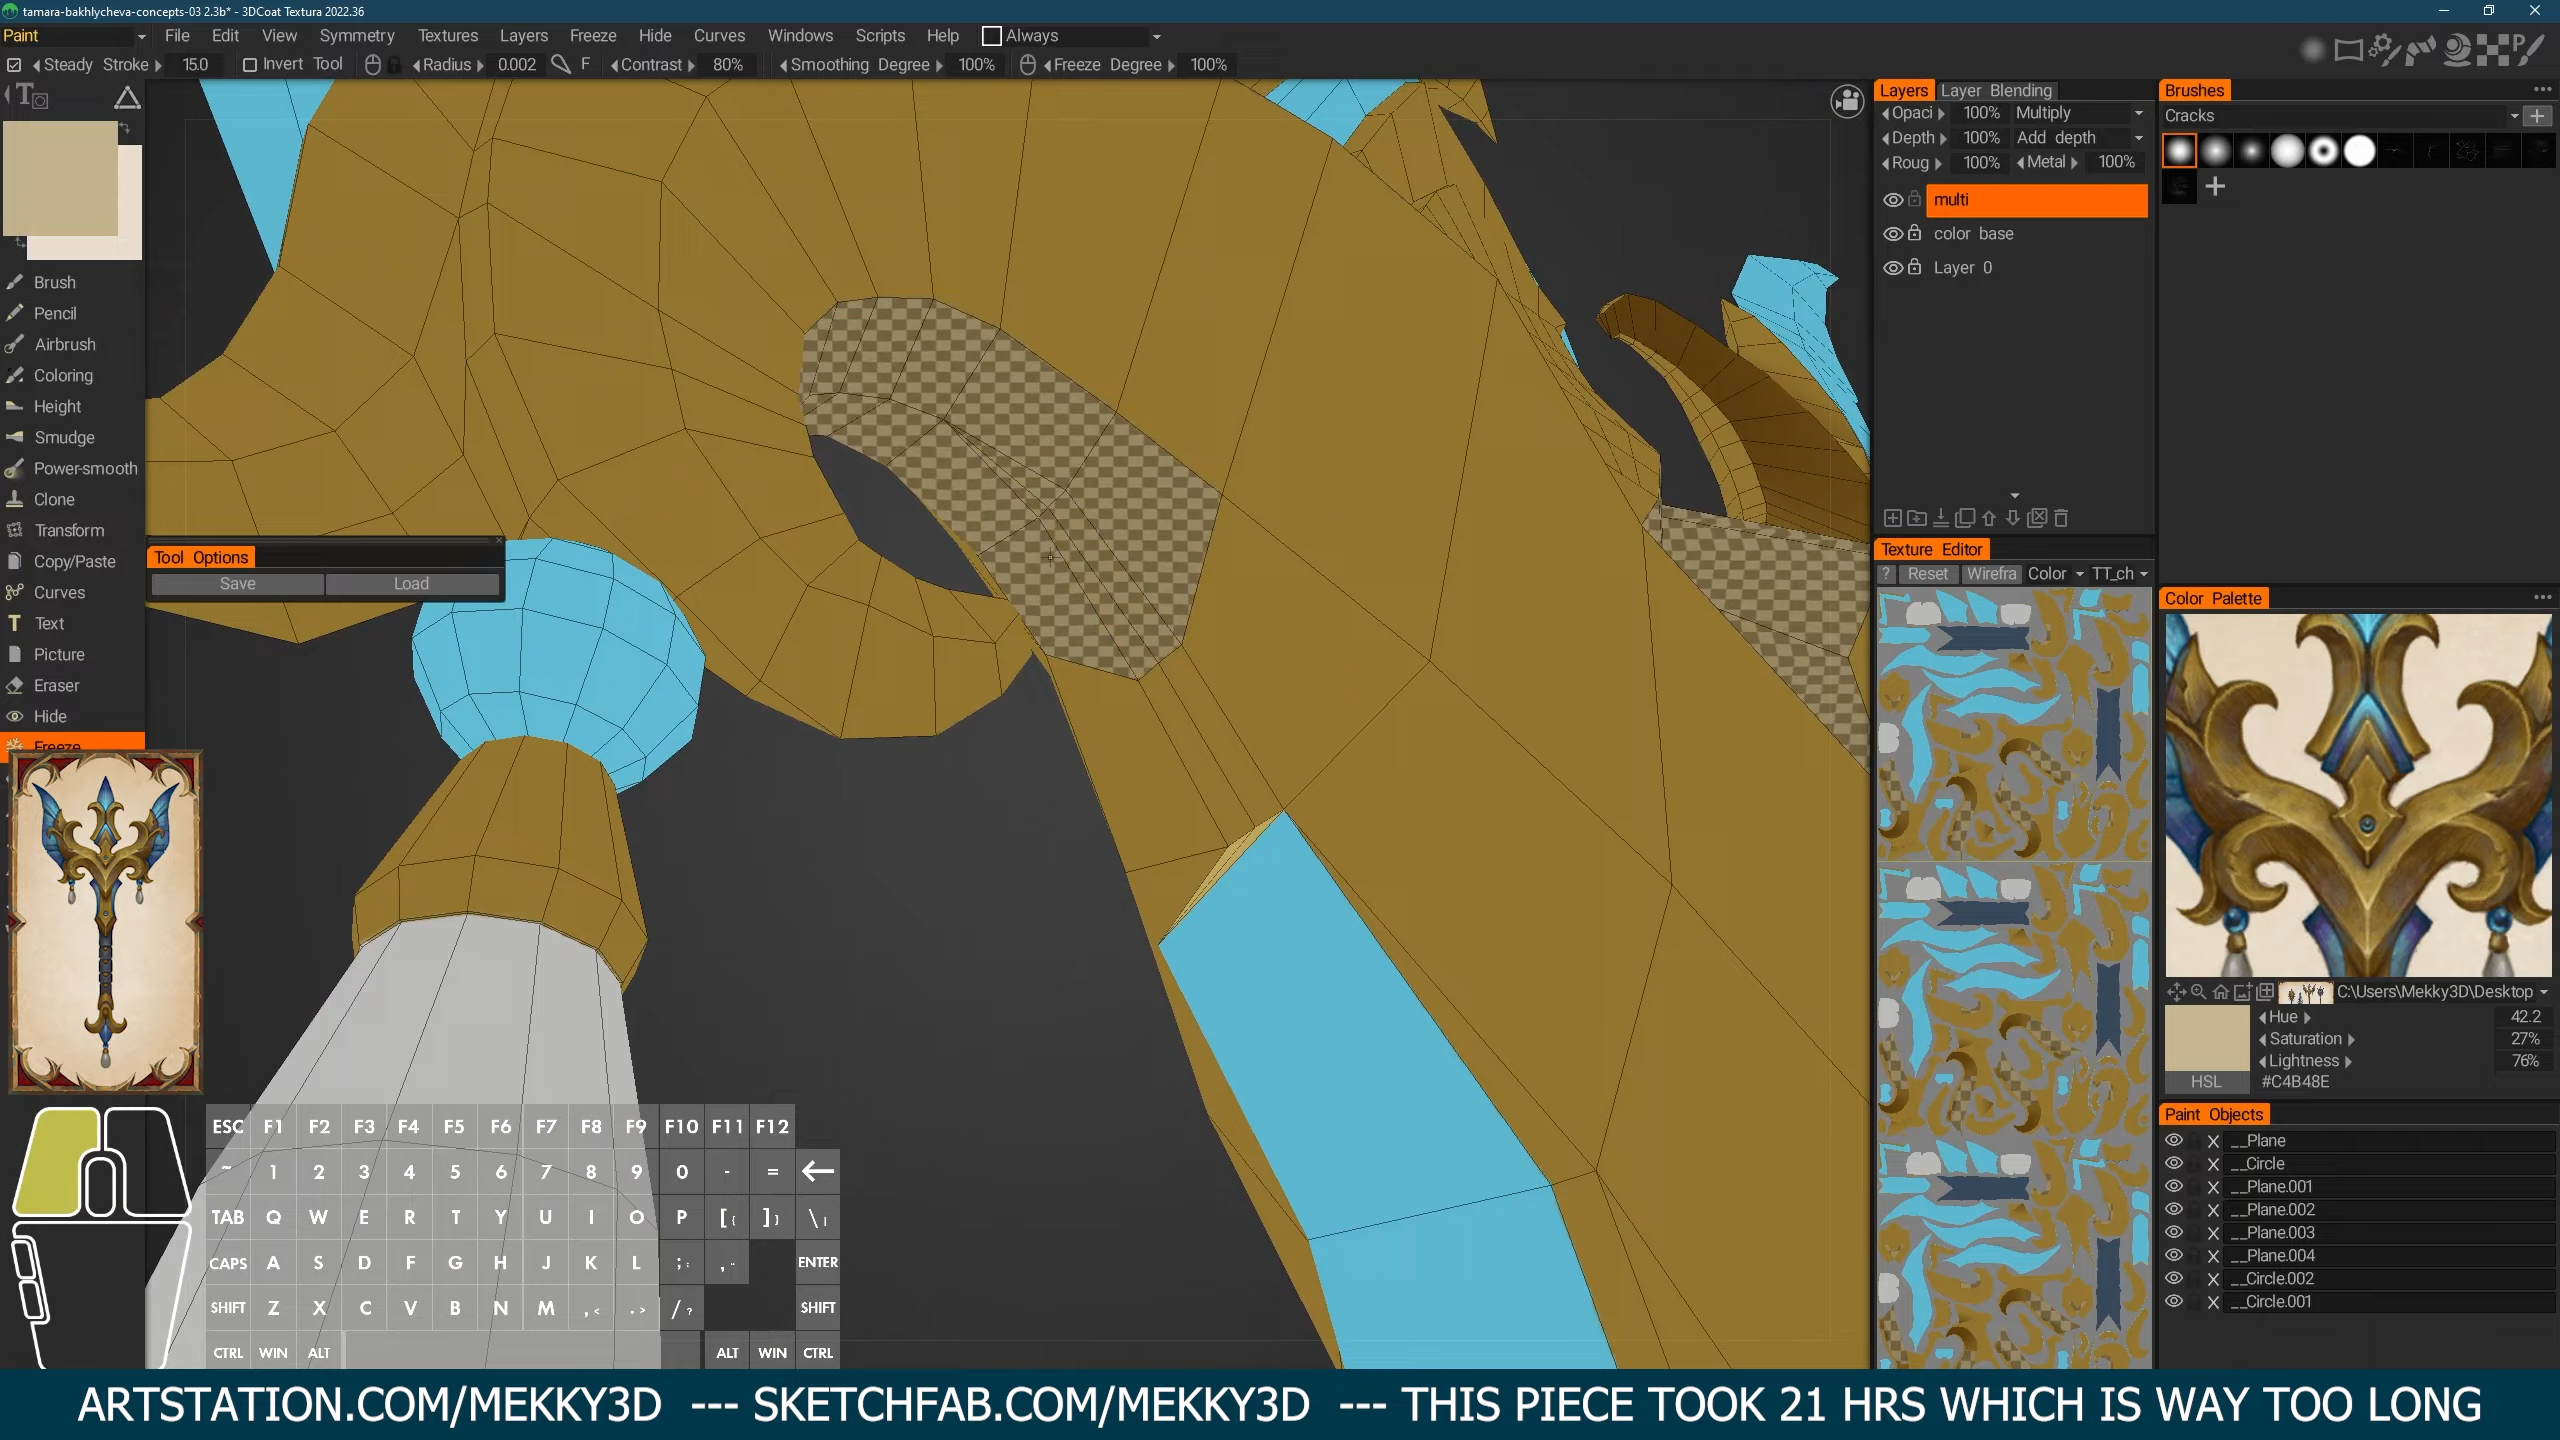 tamara-bakhlycheva-concepts-03 2.3b* - 3DCoat Textura 2022.36
Paint File Edit View Symmetry Textures Layers Freeze Hide Curves Windows Scripts Help Always
Steady Stroke 15.0 Invert Tool Radius 0.002 F Contrast 80% Smoothing Degree 100% Freeze Degree 100%
Brush
Pencil
Airbrush
Coloring
Height
Smudge
Power-smooth
Clone
Transform
Copy/Paste
Curves
Text
Picture
Eraser
Hide
Freeze
Tool Options
Save Load
Layers Layer Blending
Opaci 100% Multiply
Depth 100% Add depth
Roug 100% Metal 100%
multi
color base
Layer 0
Texture Editor
? Reset Wirefra Color TT_ch
Brushes
Cracks
Color Palette
C:\Users\Mekky3D\Desktop
Hue 42.2
Saturation 27%
Lightness 76%
HSL #C4B48E
Paint Objects
X __Plane
X __Circle
X __Plane.001
X __Plane.002
X __Plane.003
X __Plane.004
X __Circle.002
X __Circle.001
ESC F1 F2 F3 F4 F5 F6 F7 F8 F9 F10 F11 F12
~ 1 2 3 4 5 6 7 8 9 0 - =
TAB Q W E R T Y U I O P [{ ]} \|
CAPS A S D F G H J K L ;: ," ENTER
SHIFT Z X C V B N M ,< .> /? SHIFT
CTRL WIN ALT ALT WIN CTRL
ARTSTATION.COM/MEKKY3D --- SKETCHFAB.COM/MEKKY3D --- THIS PIECE TOOK 21 HRS WHICH IS WAY TOO LONG